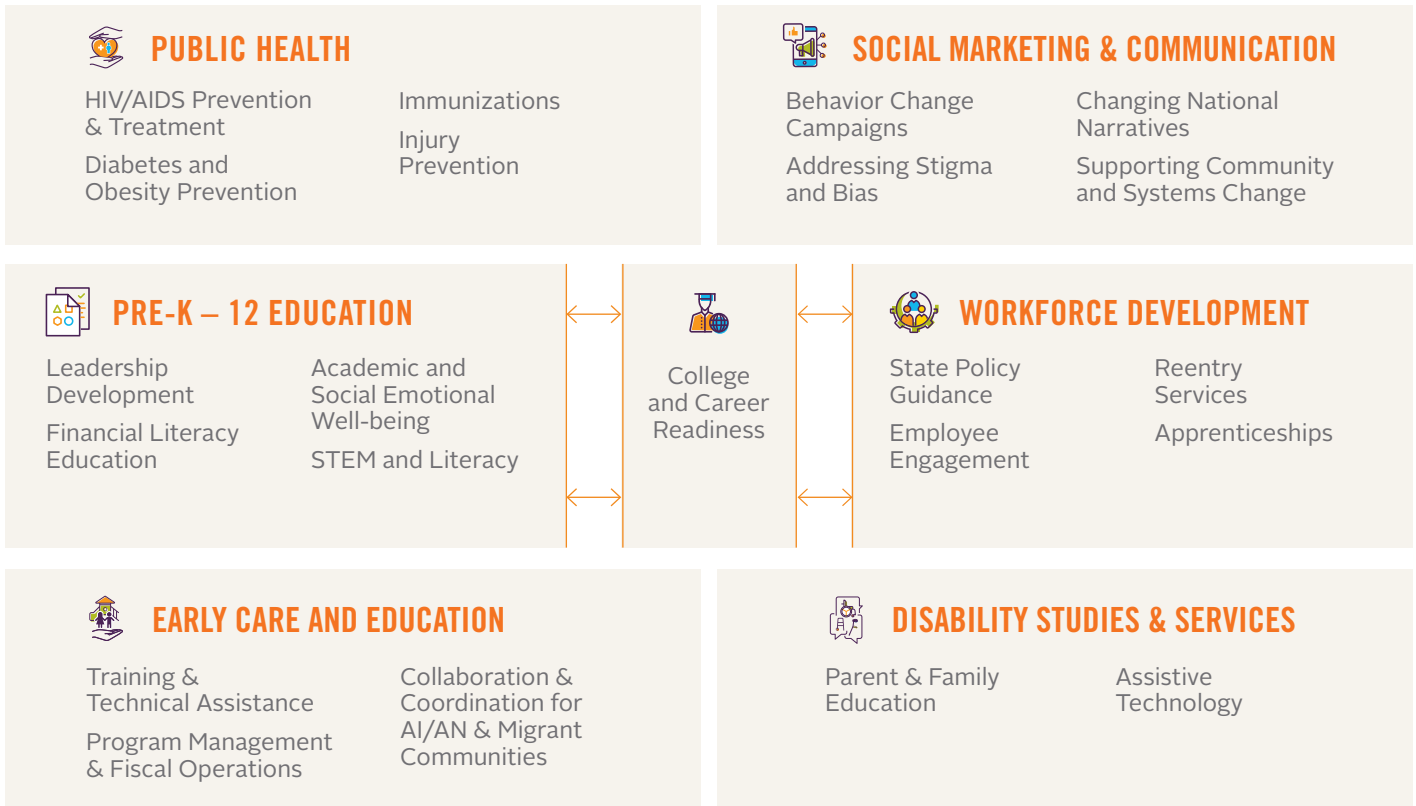 PUBLIC HEALTH
HIV/AIDS Prevention
& Treatment
Diabetes and
Obesity Prevention
Immunizations
Injury
Prevention
SOCIAL MARKETING & COMMUNICATION
Behavior Change
Campaigns
Addressing Stigma
and Bias
Changing National
Narratives
Supporting Community
and Systems Change
PRE-K – 12 EDUCATION
Leadership
Development
Financial Literacy
Education
Academic and
Social Emotional
Well-being
STEM and Literacy
College
and Career
Readiness
WORKFORCE DEVELOPMENT
State Policy
Guidance
Employee
Engagement
Reentry
Services
Apprenticeships
EARLY CARE AND EDUCATION
Training &
Technical Assistance
Program Management
& Fiscal Operations
Collaboration &
Coordination for
AI/AN & Migrant
Communities
DISABILITY STUDIES & SERVICES
Parent & Family
Education
Assistive
Technology